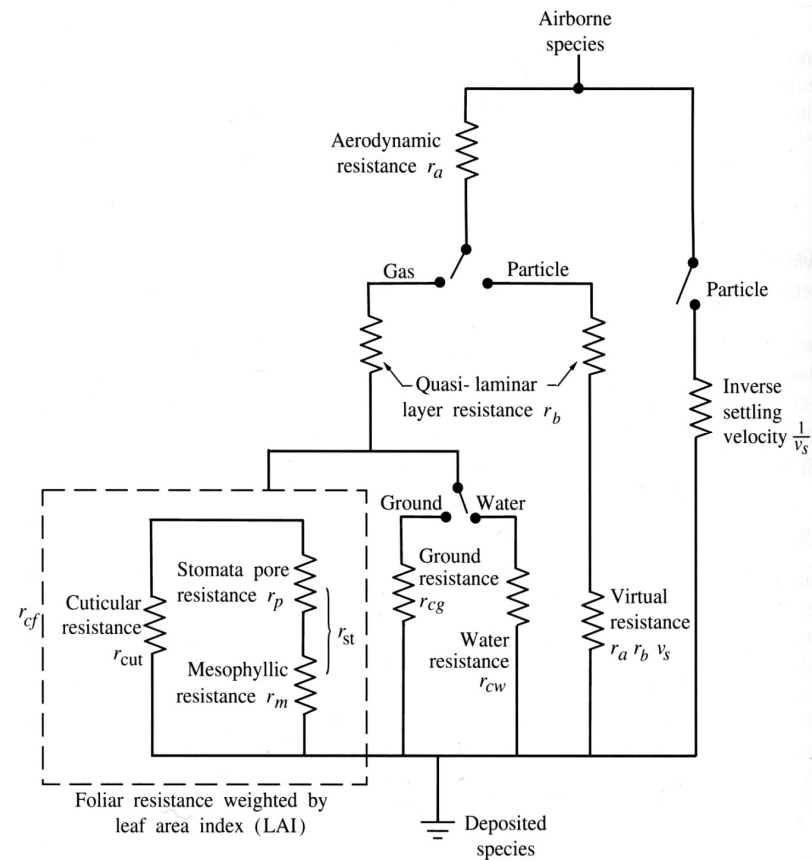 Airborne
species
Aerodynamic
resistance r_a
Gas
Particle
Particle
Quasi-laminar
layer resistance r_b
Inverse
settling
velocity 1/v_s
Ground
Water
Stomata pore
resistance r_p
Ground
resistance
r_cg
Cuticular
resistance
r_cut
r_cf
r_st
Virtual
resistance
r_a r_b v_s
Water
resistance
r_cw
Mesophyllic
resistance r_m
Foliar resistance weighted by
leaf area index (LAI)
Deposited
species